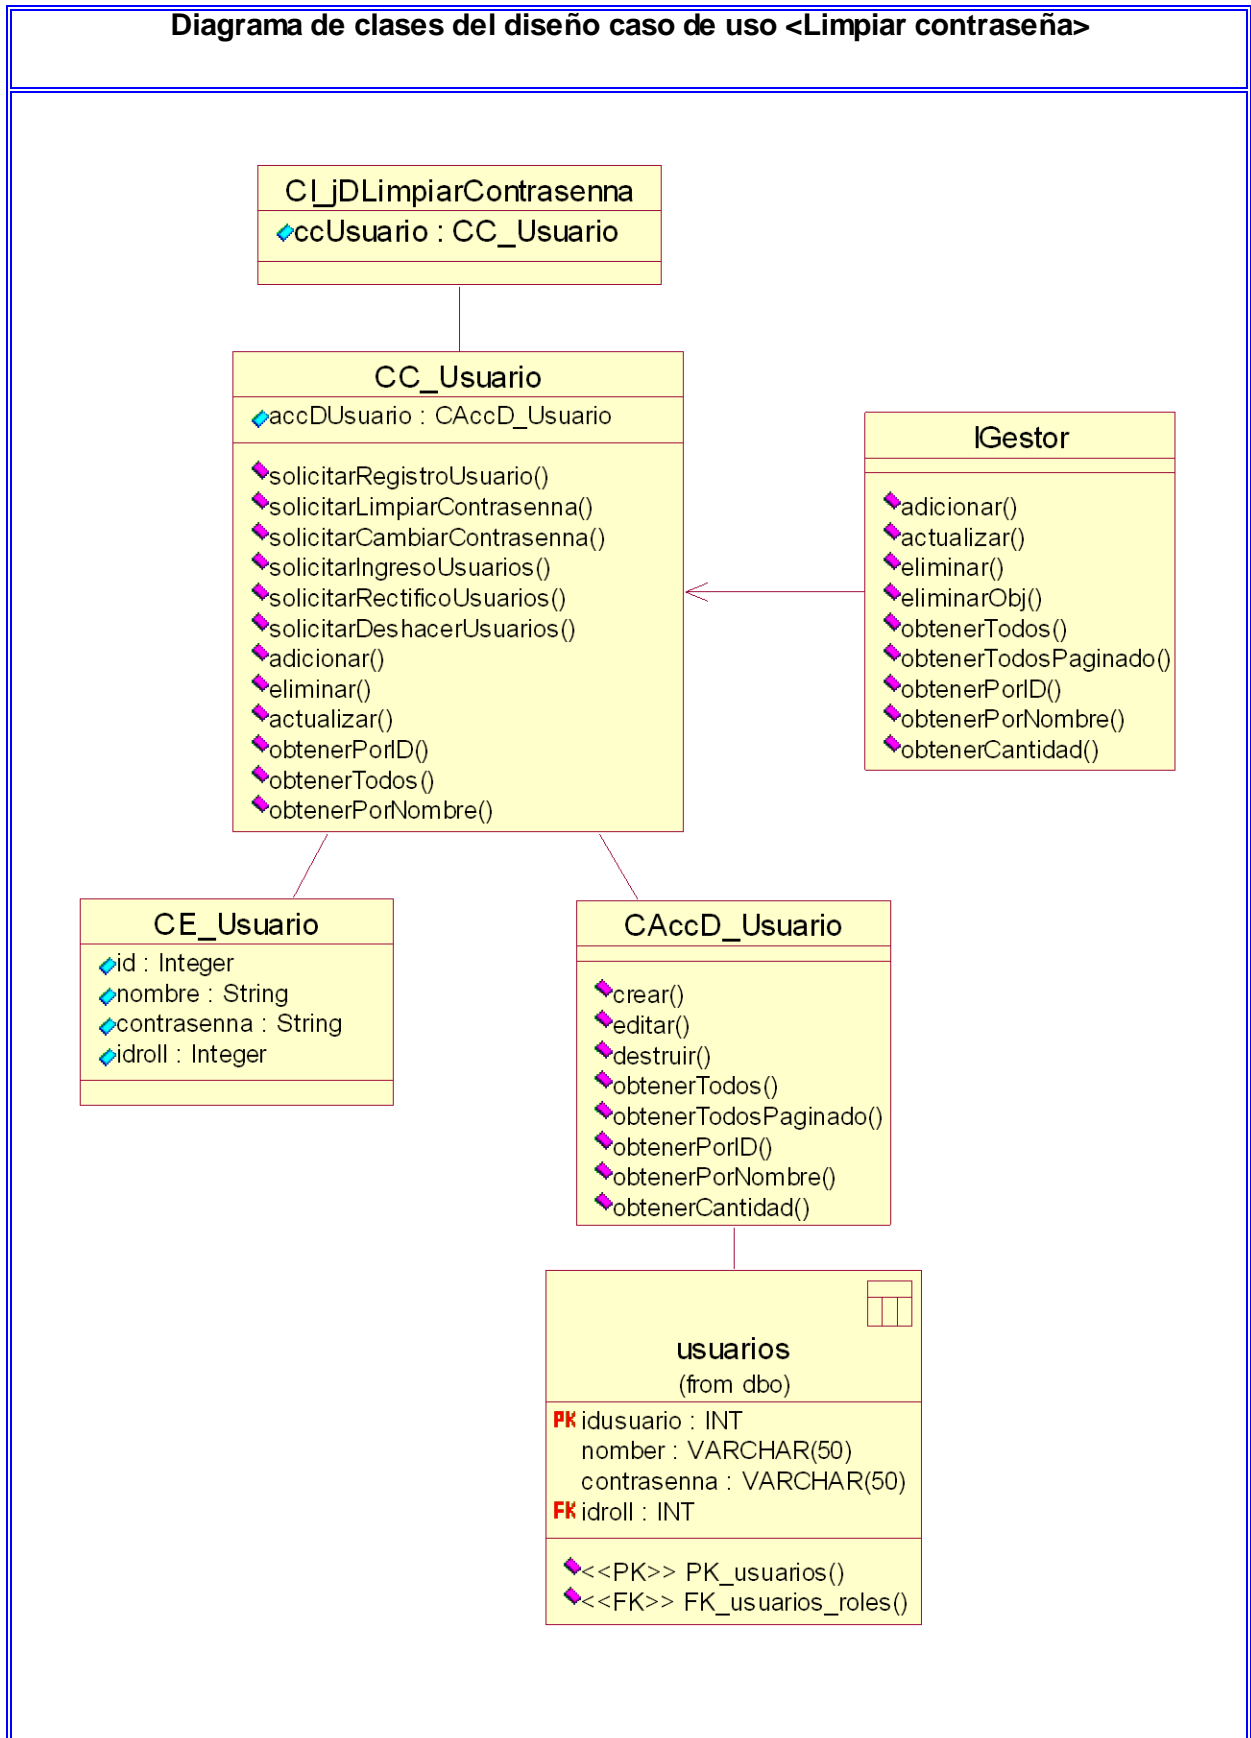 Diagrama de clases del diseño caso de uso <Limpiar contraseña>
CI_jDLimpiarContrasenna
ccUsuario : CC_Usuario
CC_Usuario
accDUsuario : CAccD_Usuario
solicitarRegistroUsuario()
solicitarLimpiarContrasenna()
solicitarCambiarContrasenna()
solicitarIngresoUsuarios()
solicitarRectificoUsuarios()
solicitarDeshacerUsuarios()
adicionar()
eliminar()
actualizar()
obtenerPorID()
obtenerTodos()
obtenerPorNombre()
IGestor
adicionar()
actualizar()
eliminar()
eliminarObj()
obtenerTodos()
obtenerTodosPaginado()
obtenerPorID()
obtenerPorNombre()
obtenerCantidad()
CE_Usuario
id : Integer
nombre : String
contrasenna : String
idroll : Integer
CAccD_Usuario
crear()
editar()
destruir()
obtenerTodos()
obtenerTodosPaginado()
obtenerPorID()
obtenerPorNombre()
obtenerCantidad()
usuarios
(from dbo)
PK idusuario : INT
nomber : VARCHAR(50)
contrasenna : VARCHAR(50)
FK idroll : INT
<<PK>> PK_usuarios()
<<FK>> FK_usuarios_roles()